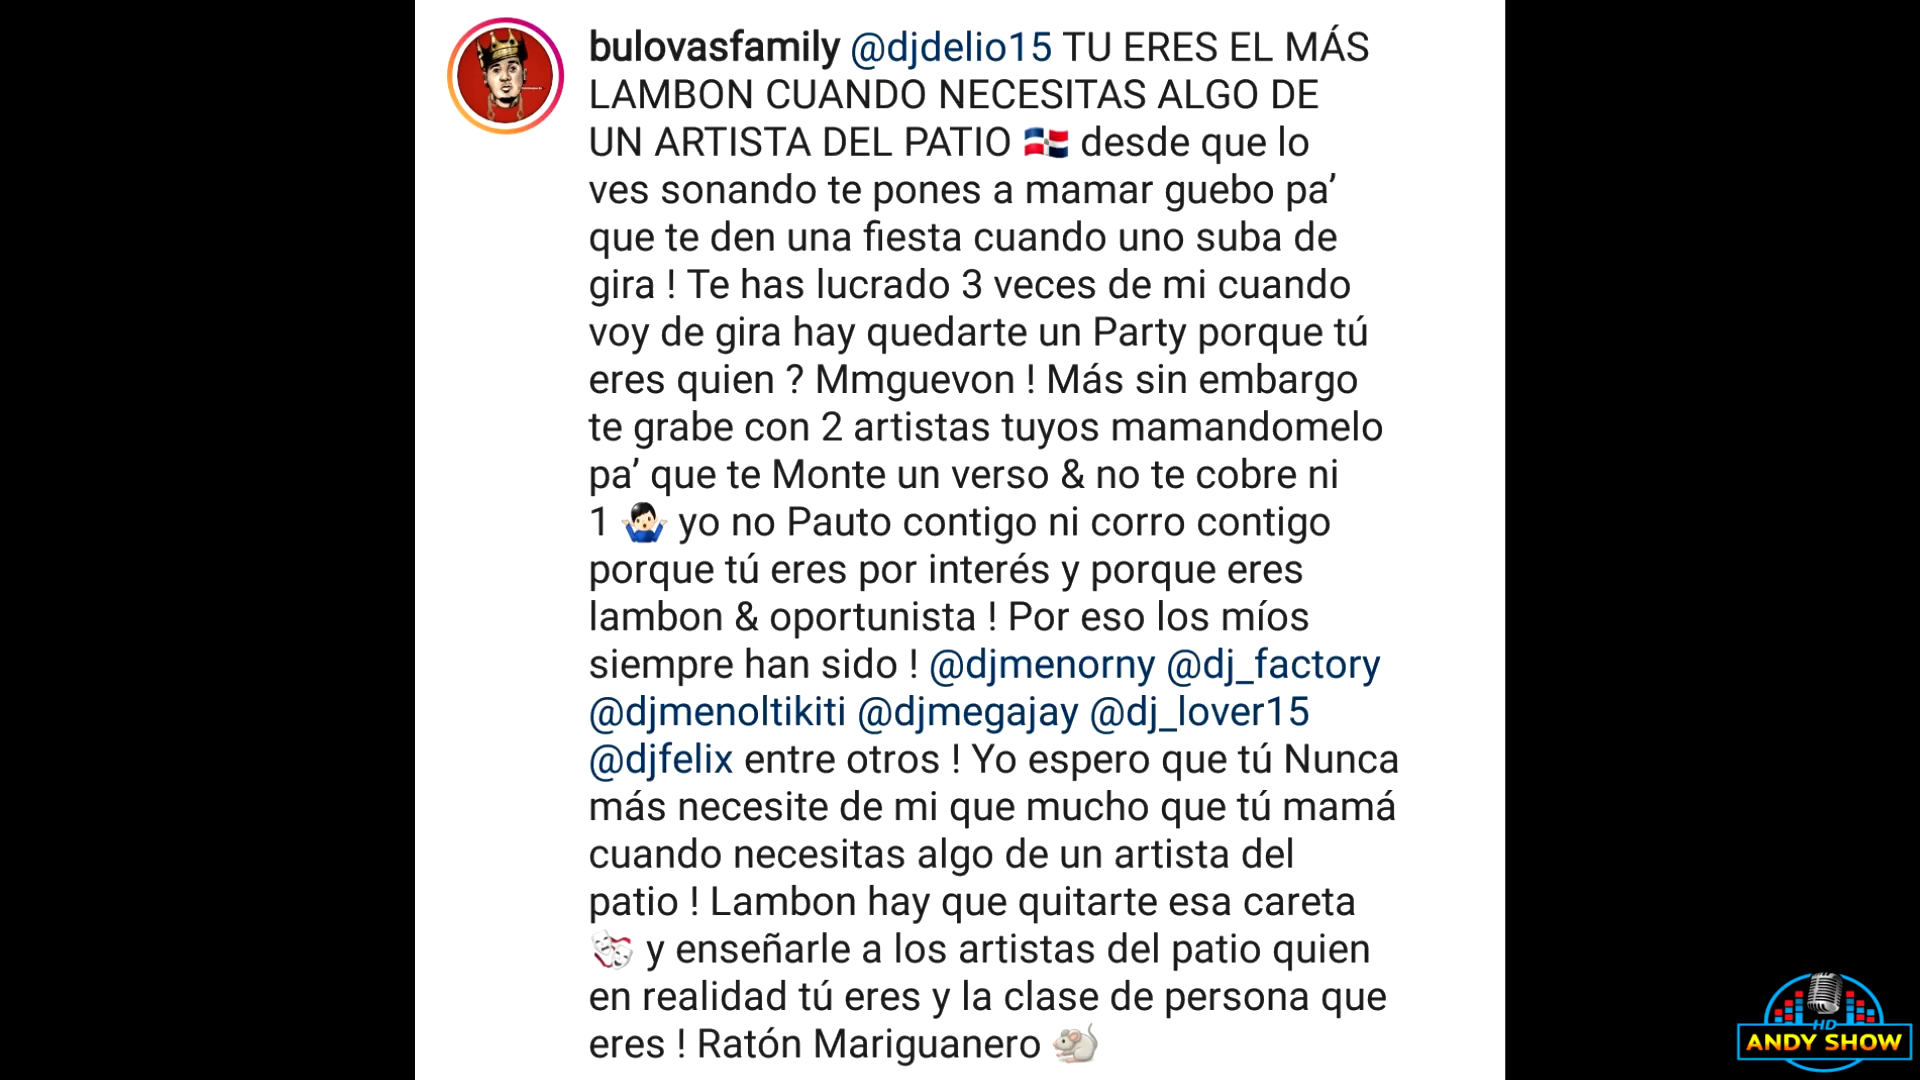 bulovasfamily @djdelio15 TU ERES EL MÁS
LAMBON CUANDO NECESITAS ALGO DE
UN ARTISTA DEL PATIO 🇩🇴 desde que lo
ves sonando te pones a mamar guebo pa’
que te den una fiesta cuando uno suba de
gira ! Te has lucrado 3 veces de mi cuando
voy de gira hay quedarte un Party porque tú
eres quien ? Mmguevon ! Más sin embargo
te grabe con 2 artistas tuyos mamandomelo
pa’ que te Monte un verso & no te cobre ni
1 🤷🏻‍♂️ yo no Pauto contigo ni corro contigo
porque tú eres por interés y porque eres
lambon & oportunista ! Por eso los míos
siempre han sido ! @djmenorny @dj_factory
@djmenoltikiti @djmegajay @dj_lover15
@djfelix entre otros ! Yo espero que tú Nunca
más necesite de mi que mucho que tú mamá
cuando necesitas algo de un artista del
patio ! Lambon hay que quitarte esa careta
🎭 y enseñarle a los artistas del patio quien
en realidad tú eres y la clase de persona que
eres ! Ratón Mariguanero 🐁
HD
ANDY SHOW